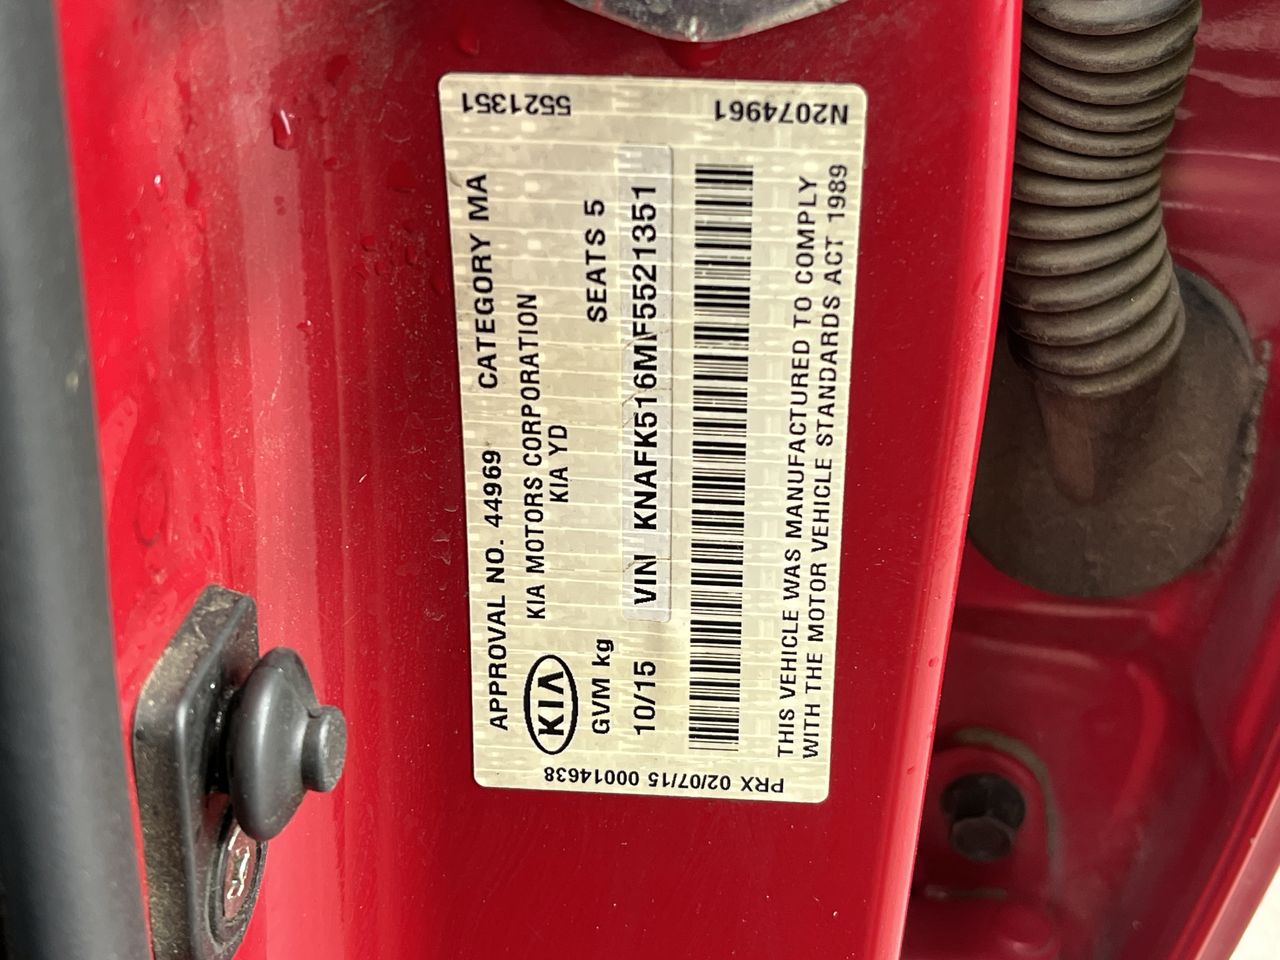 5521351
N2074961
APPROVAL NO. 44969 CATEGORY MA
KIA MOTORS CORPORATION
KIA
KIA YD
GVM kg SEATS 5
10/15 VIN KNAFK516MF5521351
THIS VEHICLE WAS MANUFACTURED TO COMPLY
WITH THE MOTOR VEHICLE STANDARDS ACT 1989
PRX 02/07/15 00014638